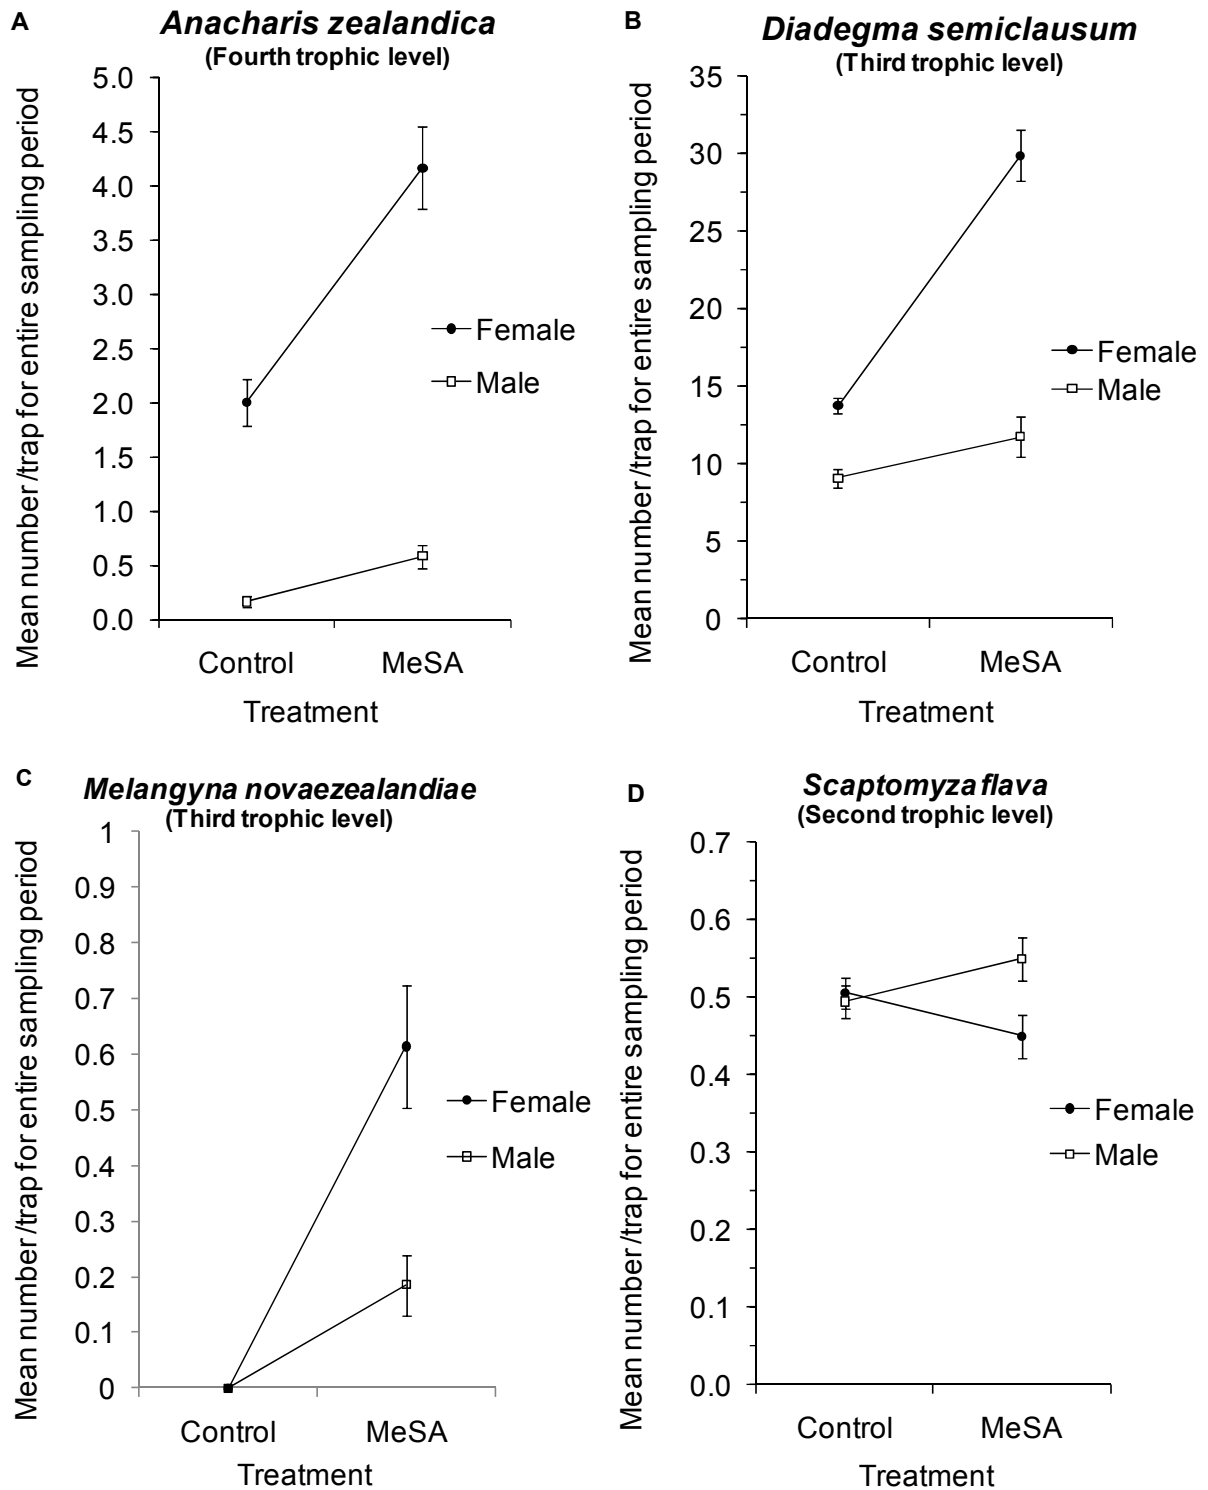 A
Anacharis zealandica
(Fourth trophic level)
Mean number/trap for entire sampling period
5.0
4.5
4.0
3.5
3.0
2.5
2.0
1.5
1.0
0.5
0.0
Female
Male
Control MeSA
Treatment
B
Diadegma semiclausum
(Third trophic level)
Mean number/trap for entire sampling period
35
30
25
20
15
10
5
0
Female
Male
Control MeSA
Treatment
C
Melangyna novaezealandiae
(Third trophic level)
Mean number/trap for entire sampling period
1
0.9
0.8
0.7
0.6
0.5
0.4
0.3
0.2
0.1
0
Female
Male
Control MeSA
Treatment
D
Scaptomyza flava
(Second trophic level)
Mean number/trap for entire sampling period
0.7
0.6
0.5
0.4
0.3
0.2
0.1
0.0
Female
Male
Control MeSA
Treatment